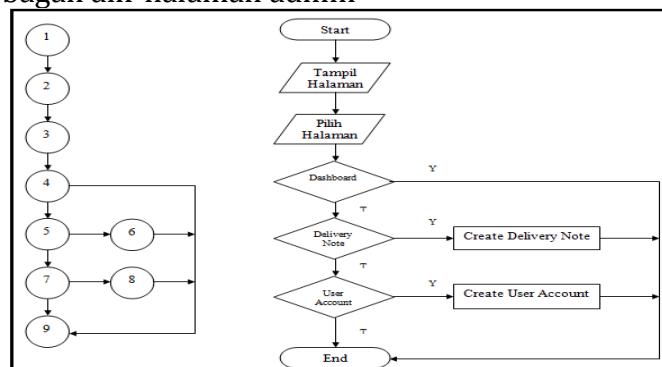 bagan alir halaman admin
1
2
3
4
5
6
7
8
9
Start
Tampil
Halaman
Pilih
Halaman
Dashboard
Y
T
Delivery
Note
Y
Create Delivery Note
T
User
Account
Y
Create User Account
T
End